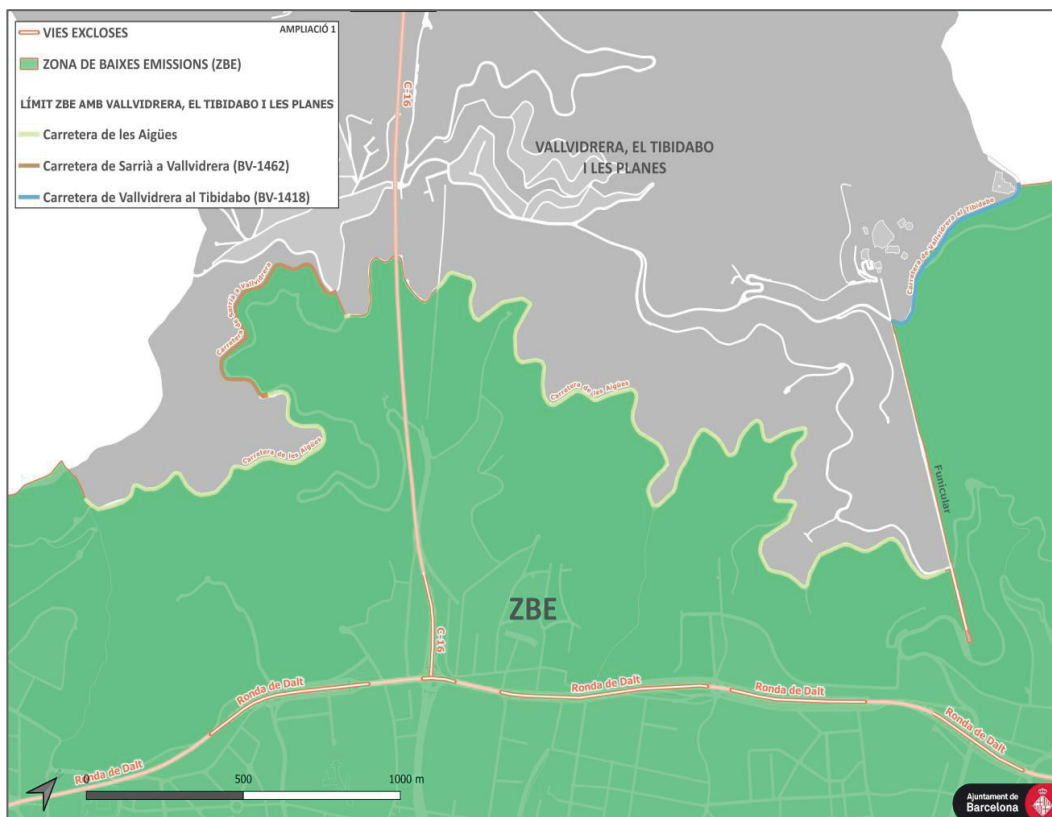 VIES EXCLOSES
AMPLIACIÓ 1
ZONA DE BAIXES EMISSIONS (ZBE)
LÍMIT ZBE AMB VALLVIDRERA, EL TIBIDABO I LES PLANES
Carretera de les Aigües
Carretera de Sarrià a Vallvidrera (BV-1462)
Carretera de Vallvidrera al Tibidabo (BV-1418)
C-16
VALLVIDRERA, EL TIBIDABO
I LES PLANES
Carretera de Vallvidrera al Tibidabo
Carretera de Sarrià a Vallvidrera
Carretera de les Aigües
Carretera de les Aigües
Funicular
ZBE
C-16
Ronda de Dalt
Ronda de Dalt
Ronda de Dalt
Ronda de Dalt
Ronda de Dalt
0 500 1000 m
Ajuntament de
Barcelona